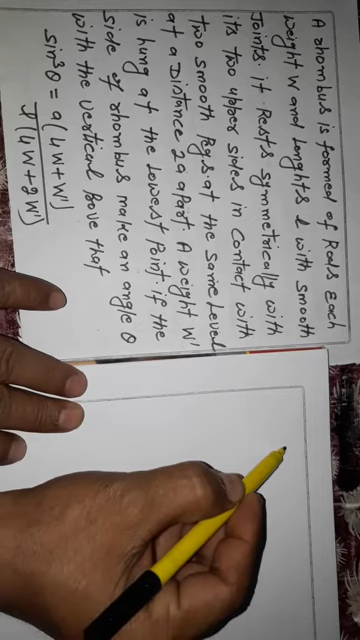 A rhombus is formed of Rods each
weight W and lenghts l with smooth
Joints. it Rests symmetrically with
its two upper sides in contact with
two smooth Pegs at the same Level
at a Distance 2a apart. A weight W'
is hung at the Lowest Point. if the
side of rhombus make an angle θ
with the vertical Prove that
sin³θ = a(4W+W')
l(4W+2W')